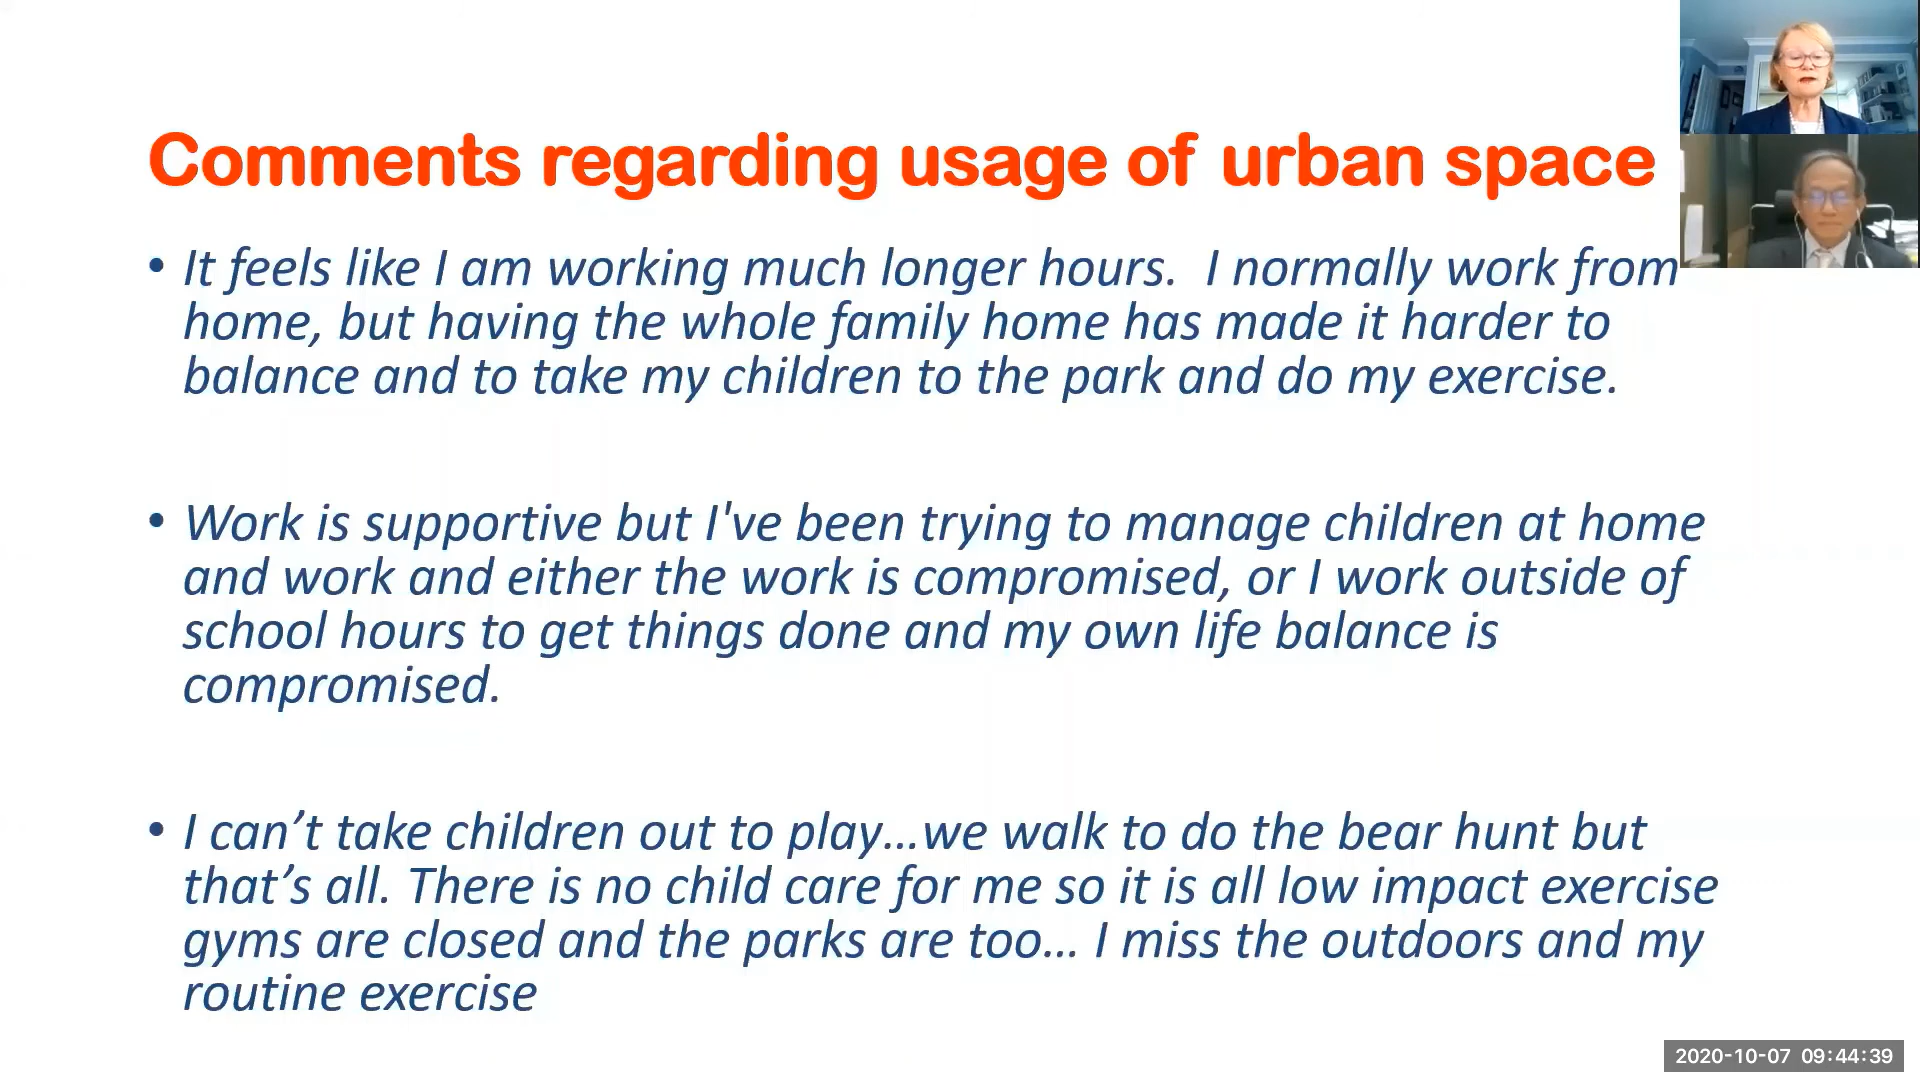 Comments regarding usage of urban space
• It feels like I am working much longer hours.  I normally work from
home, but having the whole family home has made it harder to
balance and to take my children to the park and do my exercise.
• Work is supportive but I've been trying to manage children at home
and work and either the work is compromised, or I work outside of
school hours to get things done and my own life balance is
compromised.
• I can’t take children out to play…we walk to do the bear hunt but
that’s all. There is no child care for me so it is all low impact exercise
gyms are closed and the parks are too… I miss the outdoors and my
routine exercise
2020-10-07 09:44:39